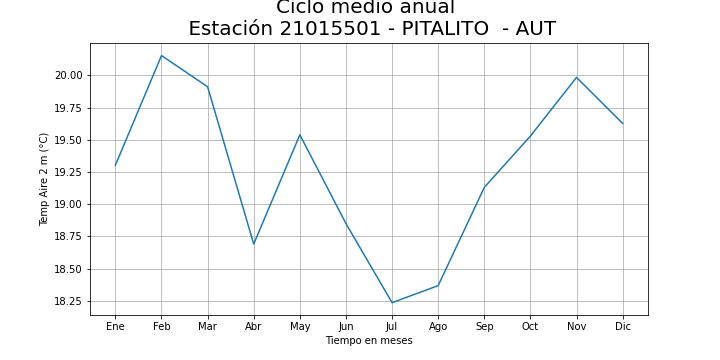 Ciclo medio anual
Estación 21015501 - PITALITO  - AUT
Temp Aire 2 m (°C)
20.00
19.75
19.50
19.25
19.00
18.75
18.50
18.25
Ene Feb Mar Abr May Jun Jul Ago Sep Oct Nov Dic
Tiempo en meses